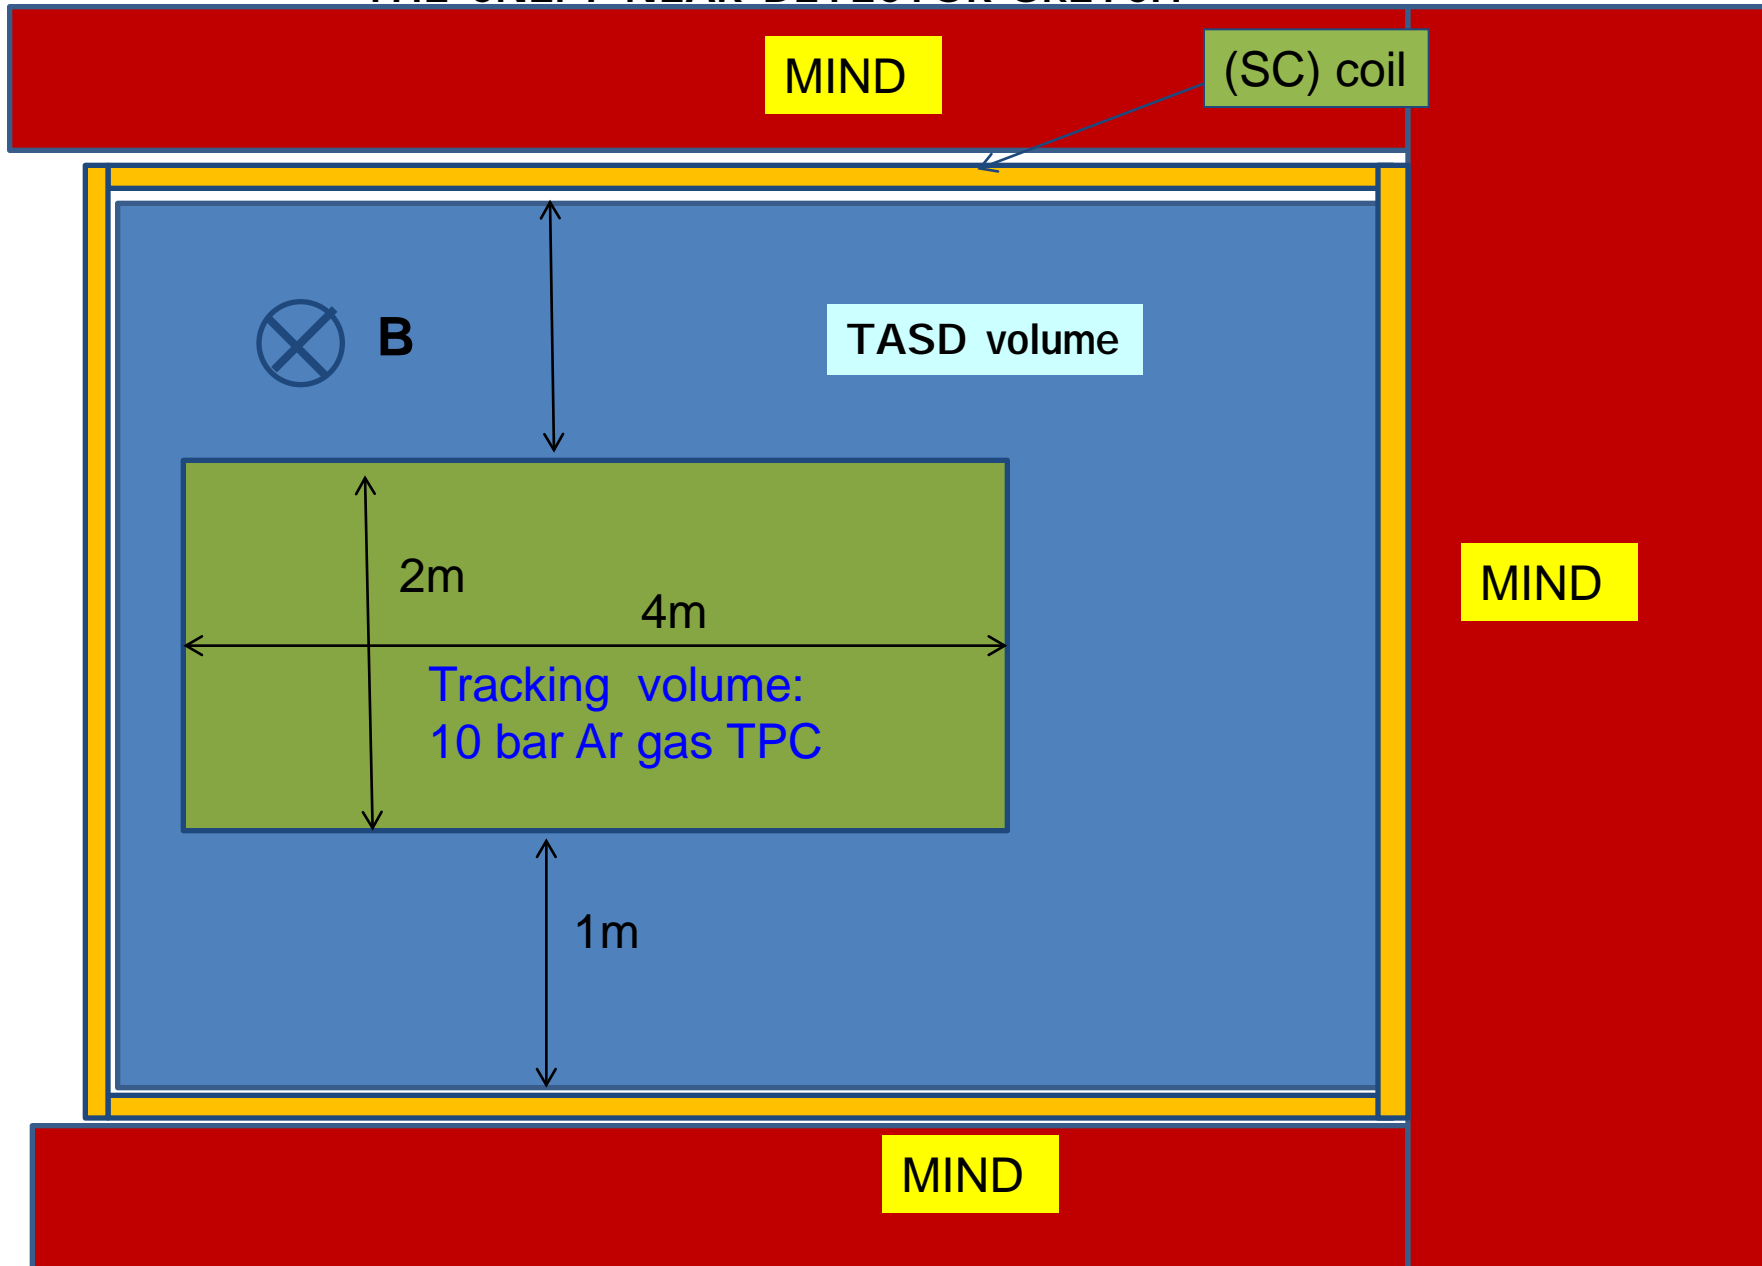 MIND
(SC) coil
B
TASD volume
2m
4m
MIND
Tracking volume:
10 bar Ar gas TPC
1m
MIND